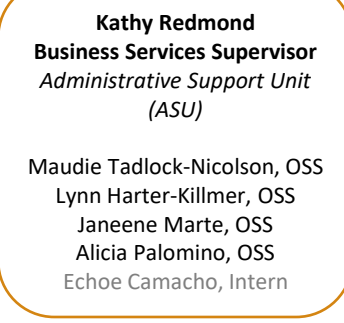 Kathy Redmond
Business Services Supervisor
Administrative Support Unit
(ASU)
Maudie Tadlock-Nicolson, OSS
Lynn Harter-Killmer, OSS
Janeene Marte, OSS
Alicia Palomino, OSS
Echoe Camacho, Intern